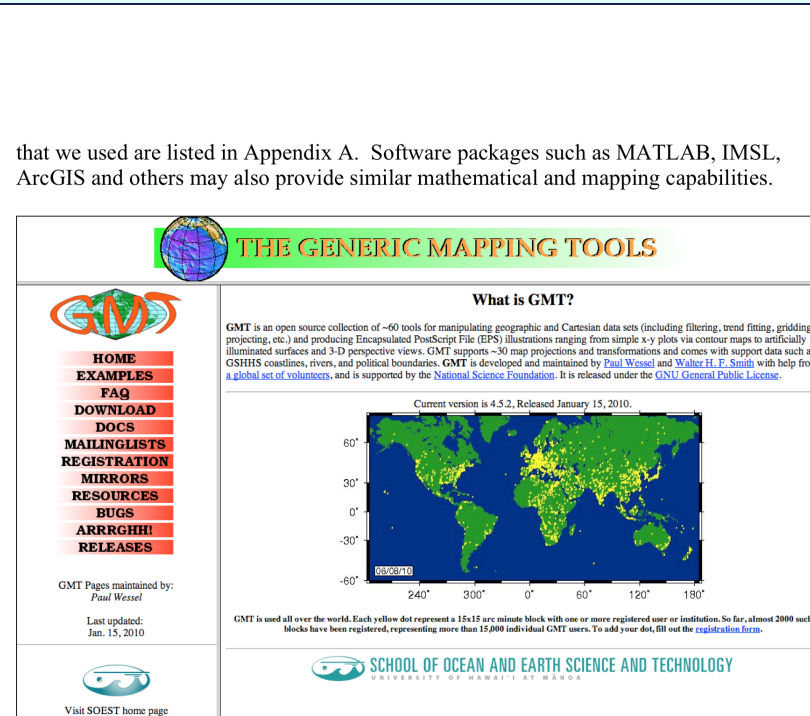 that we used are listed in Appendix A.  Software packages such as MATLAB, IMSL,
ArcGIS and others may also provide similar mathematical and mapping capabilities.
THE GENERIC MAPPING TOOLS
GMT
HOME
EXAMPLES
FAQ
DOWNLOAD
DOCS
MAILINGLISTS
REGISTRATION
MIRRORS
RESOURCES
BUGS
ARRRGHH!
RELEASES
GMT Pages maintained by:
Paul Wessel
Last updated:
Jan. 15, 2010
Visit SOEST home page
What is GMT?
GMT is an open source collection of ~60 tools for manipulating geographic and Cartesian data sets (including filtering, trend fitting, gridding
projecting, etc.) and producing Encapsulated PostScript File (EPS) illustrations ranging from simple x-y plots via contour maps to artificially
illuminated surfaces and 3-D perspective views. GMT supports ~30 map projections and transformations and comes with support data such a
GSHHS coastlines, rivers, and political boundaries. GMT is developed and maintained by Paul Wessel and Walter H. F. Smith with help fro
a global set of volunteers, and is supported by the National Science Foundation. It is released under the GNU General Public License.
Current version is 4.5.2, Released January 15, 2010.
60°
30°
0°
-30°
-60°
06/08/10
240° 300° 0° 60° 120° 180°
GMT is used all over the world. Each yellow dot represent a 15x15 arc minute block with one or more registered user or institution. So far, almost 2000 suc
blocks have been registered, representing more than 15,000 individual GMT users. To add your dot, fill out the registration form.
SCHOOL OF OCEAN AND EARTH SCIENCE AND TECHNOLOGY
UNIVERSITY OF HAWAI'I AT MĀNOA